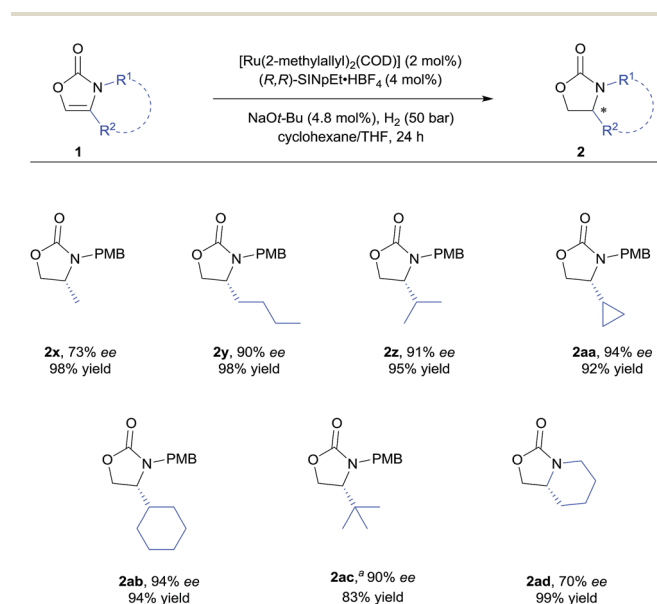 [Ru(2-methylallyl)₂(COD)] (2 mol%)
(R,R)-SINpEt•HBF₄ (4 mol%)
NaOt-Bu (4.8 mol%), H₂ (50 bar)
cyclohexane/THF, 24 h
O
O
N
R¹
R²
1
O
O
N
R¹
*
R²
2
O
O
N
PMB
2x, 73% ee
98% yield
O
O
N
PMB
2y, 90% ee
98% yield
O
O
N
PMB
2z, 91% ee
95% yield
O
O
N
PMB
2aa, 94% ee
92% yield
O
O
N
PMB
2ab, 94% ee
94% yield
O
O
N
PMB
2ac,ᵃ 90% ee
83% yield
O
O
N
2ad, 70% ee
99% yield